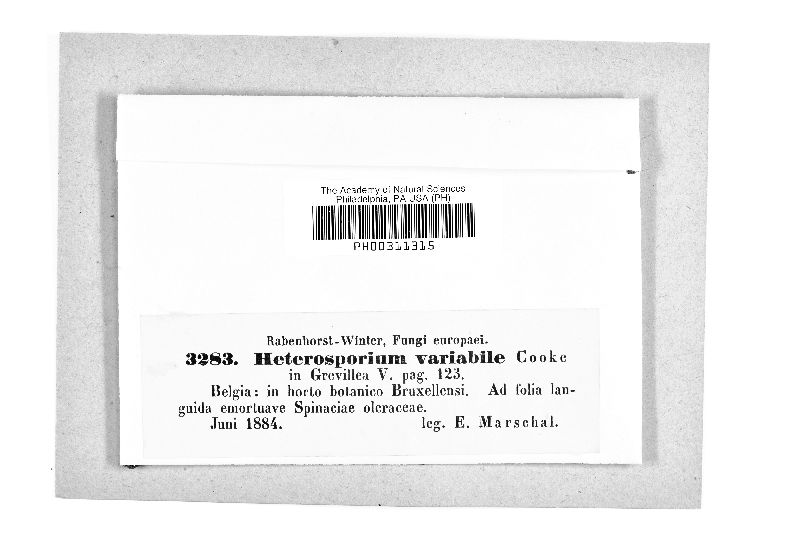 The Academy of Natural Sciences
Philadelphia, PA USA (PH)
PH00311315
Rabenhorst-Winter, Fungi europaei.
3283. Heterosporium variabile Cooke
in Grevillea V. pag. 123.
Belgia: in horto botanico Bruxellensi. Ad folia lan-
guida emortuave Spinaciae oleraceae.
Juni 1884. leg. E. Marschal.